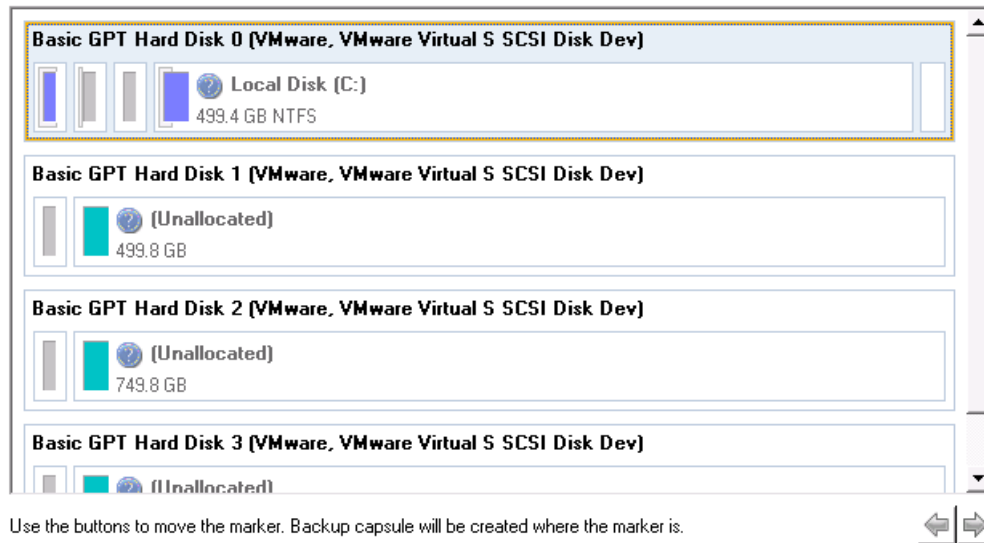 Basic GPT Hard Disk 0 (VMware, VMware Virtual S SCSI Disk Dev)
Local Disk (C:)
499.4 GB NTFS
Basic GPT Hard Disk 1 (VMware, VMware Virtual S SCSI Disk Dev)
(Unallocated)
499.8 GB
Basic GPT Hard Disk 2 (VMware, VMware Virtual S SCSI Disk Dev)
(Unallocated)
749.8 GB
Basic GPT Hard Disk 3 (VMware, VMware Virtual S SCSI Disk Dev)
(Unallocated)
Use the buttons to move the marker. Backup capsule will be created where the marker is.